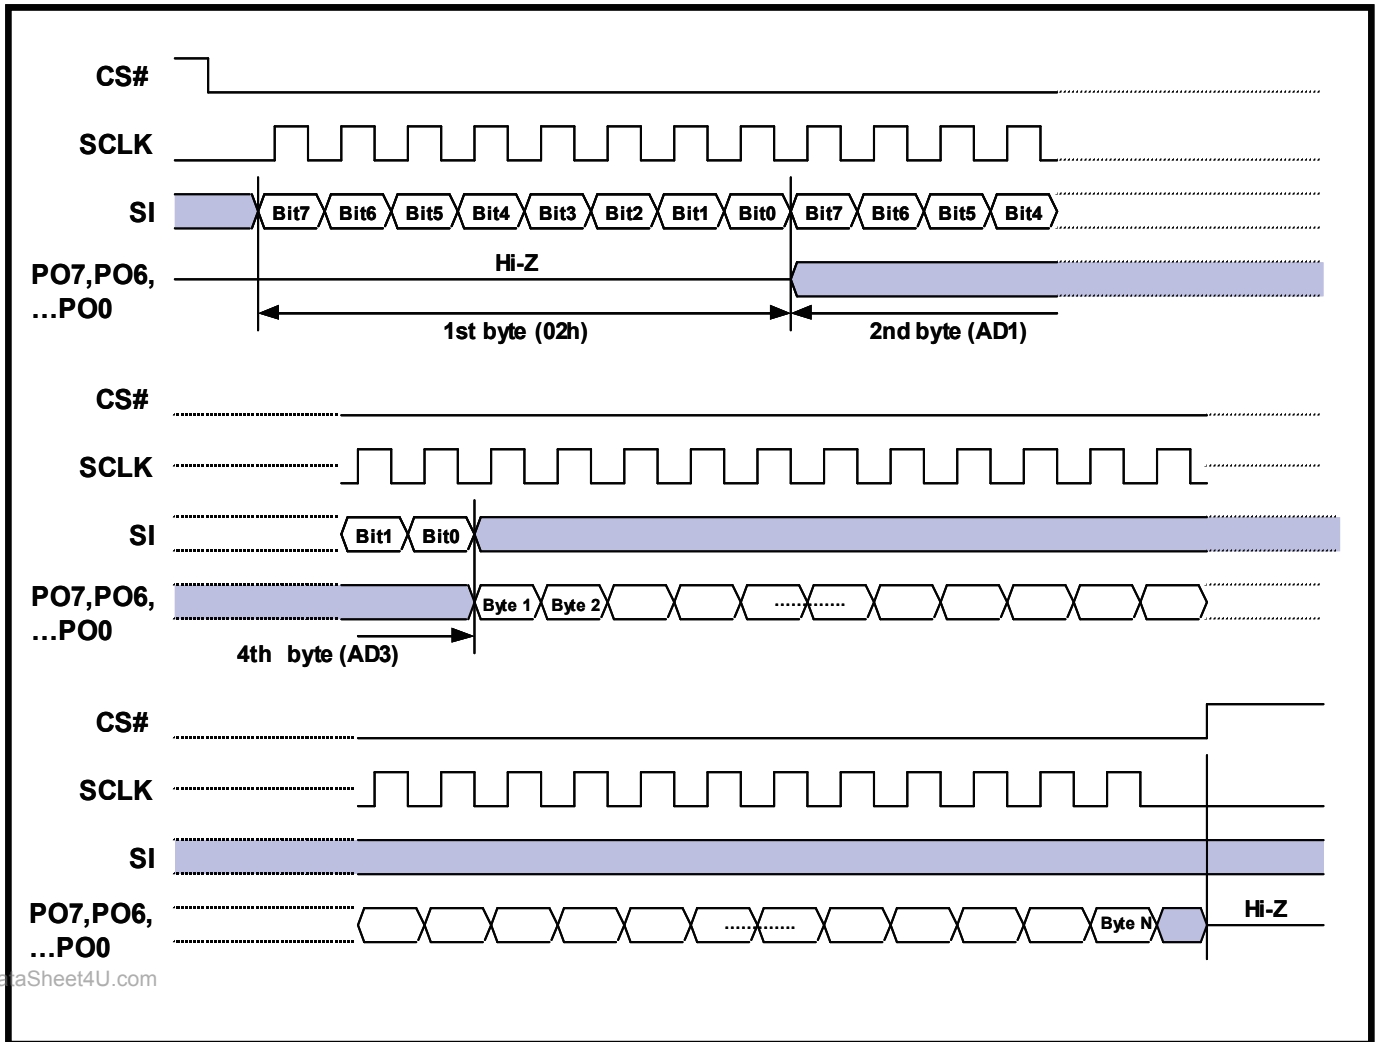 CS#
SCLK
SI Bit7 Bit6 Bit5 Bit4 Bit3 Bit2 Bit1 Bit0 Bit7 Bit6 Bit5 Bit4
PO7,PO6, Hi-Z
...PO0
1st byte (02h) 2nd byte (AD1)
CS#
SCLK
SI Bit1 Bit0
PO7,PO6, Byte 1 Byte 2
...PO0
4th byte (AD3)
CS#
SCLK
SI
PO7,PO6, Byte N Hi-Z
...PO0
ataSheet4U.com